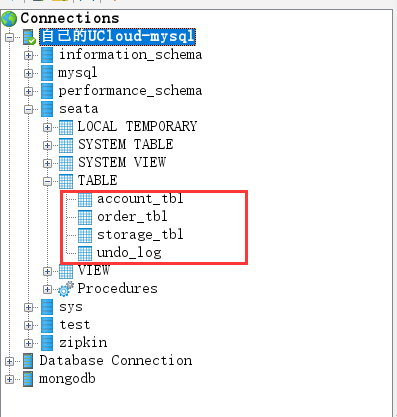 Connections
自己的UCloud-mysql
information_schema
mysql
performance_schema
seata
LOCAL TEMPORARY
SYSTEM TABLE
SYSTEM VIEW
TABLE
account_tbl
order_tbl
storage_tbl
undo_log
VIEW
Procedures
sys
test
zipkin
Database Connection
mongodb